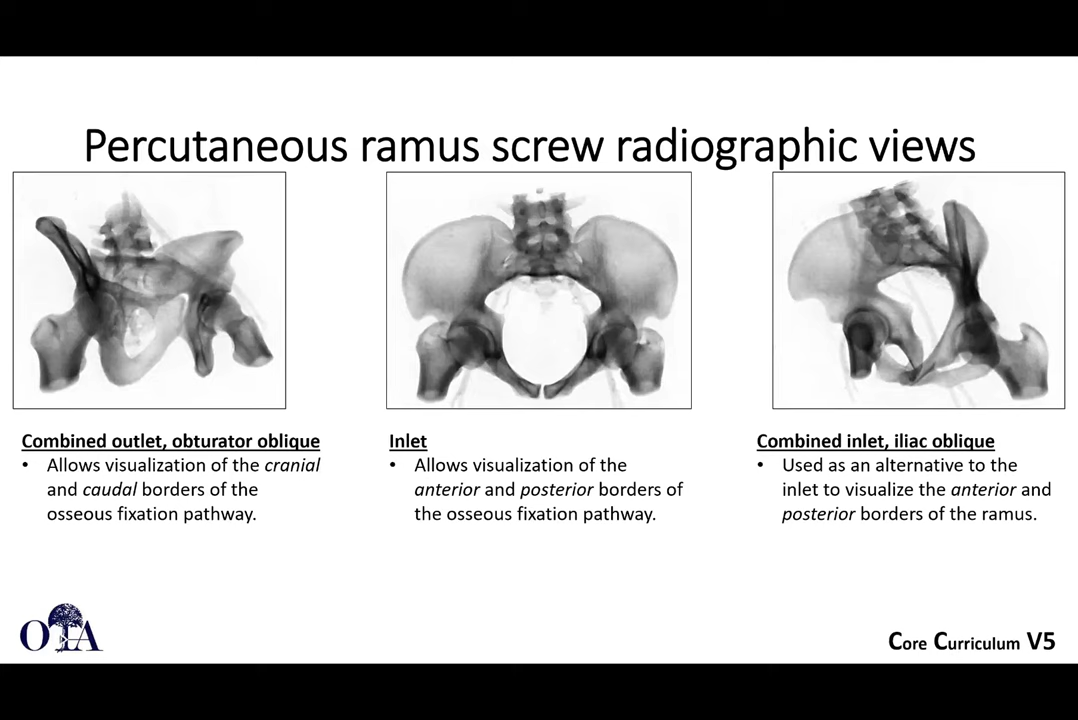 Percutaneous ramus screw radiographic views
Combined outlet, obturator oblique
• Allows visualization of the cranial
and caudal borders of the
osseous fixation pathway.
Inlet
• Allows visualization of the
anterior and posterior borders of
the osseous fixation pathway.
Combined inlet, iliac oblique
• Used as an alternative to the
inlet to visualize the anterior and
posterior borders of the ramus.
OTA
Core Curriculum V5